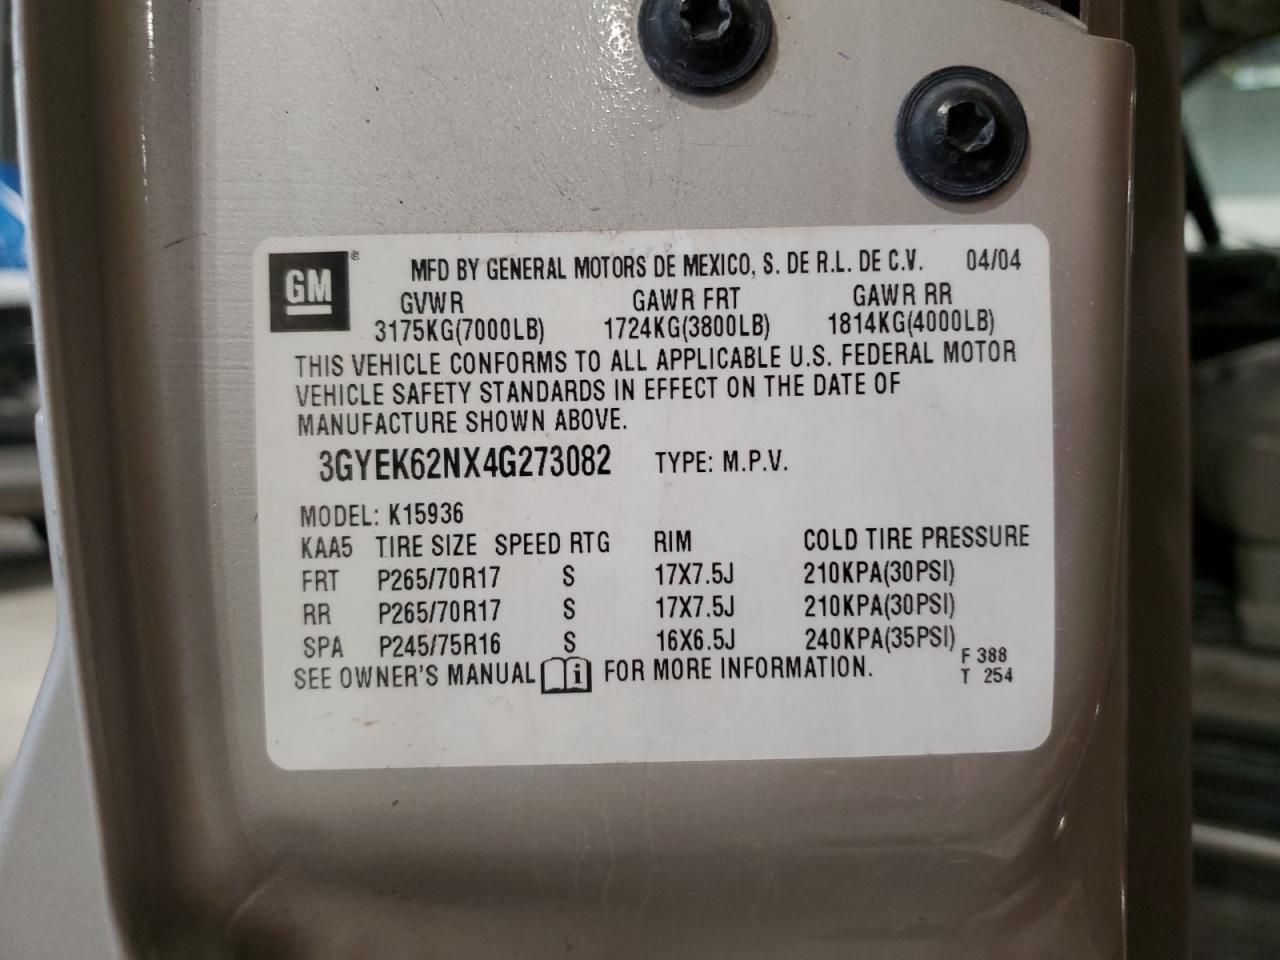 GM ® MFD BY GENERAL MOTORS DE MEXICO, S. DE R.L. DE C.V. 04/04
GVWR GAWR FRT GAWR RR
3175KG(7000LB) 1724KG(3800LB) 1814KG(4000LB)
THIS VEHICLE CONFORMS TO ALL APPLICABLE U.S. FEDERAL MOTOR
VEHICLE SAFETY STANDARDS IN EFFECT ON THE DATE OF
MANUFACTURE SHOWN ABOVE.
3GYEK62NX4G273082 TYPE: M.P.V.
MODEL: K15936
KAA5 TIRE SIZE SPEED RTG RIM COLD TIRE PRESSURE
FRT P265/70R17 S 17X7.5J 210KPA(30PSI)
RR P265/70R17 S 17X7.5J 210KPA(30PSI)
SPA P245/75R16 S 16X6.5J 240KPA(35PSI)
SEE OWNER'S MANUAL i FOR MORE INFORMATION.
F 388
T 254